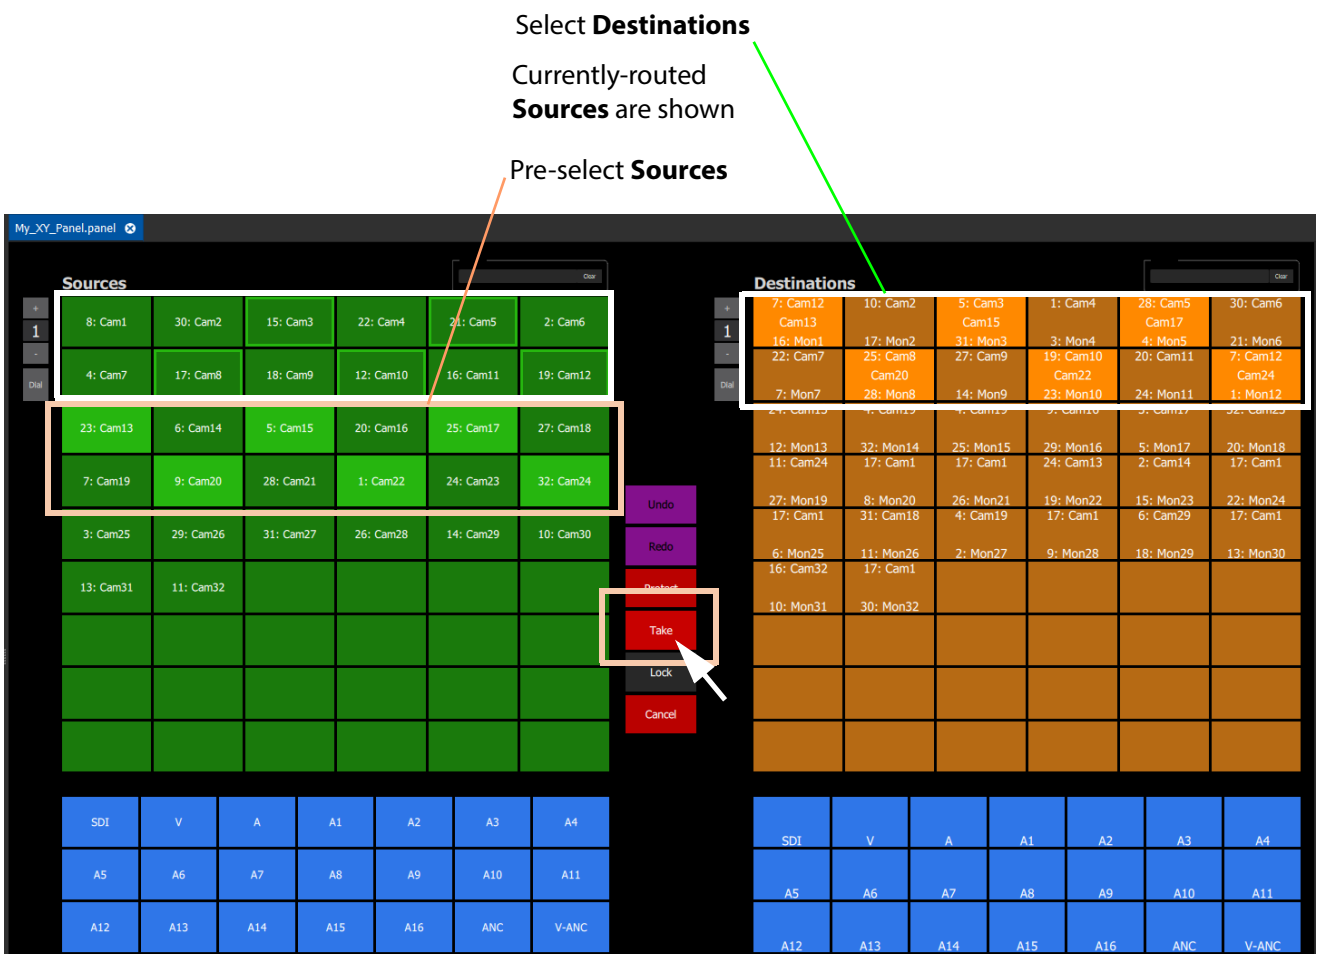 Select Destinations
Currently-routed
Sources are shown
Pre-select Sources
My_XY_Panel.panel
Clear
Clear
Sources
Destinations
+
1
-
Dial
8: Cam1 30: Cam2 15: Cam3 22: Cam4 21: Cam5 2: Cam6
4: Cam7 17: Cam8 18: Cam9 12: Cam10 16: Cam11 19: Cam12
23: Cam13 6: Cam14 5: Cam15 20: Cam16 25: Cam17 27: Cam18
7: Cam19 9: Cam20 28: Cam21 1: Cam22 24: Cam23 32: Cam24
3: Cam25 29: Cam26 31: Cam27 26: Cam28 14: Cam29 10: Cam30
13: Cam31 11: Cam32
Undo
Redo
Protect
Take
Lock
Cancel
+
1
-
Dial
7: Cam12 10: Cam2 5: Cam3 1: Cam4 28: Cam5 30: Cam6
Cam13 Cam15 Cam17
16: Mon1 17: Mon2 31: Mon3 3: Mon4 4: Mon5 21: Mon6
22: Cam7 25: Cam8 27: Cam9 19: Cam10 20: Cam11 7: Cam12
Cam20 Cam22 Cam24
7: Mon7 28: Mon8 14: Mon9 23: Mon10 24: Mon11 1: Mon12
12: Mon13 32: Mon14 25: Mon15 29: Mon16 5: Mon17 20: Mon18
11: Cam24 17: Cam1 17: Cam1 24: Cam13 2: Cam14 17: Cam1
27: Mon19 8: Mon20 26: Mon21 19: Mon22 15: Mon23 22: Mon24
17: Cam1 31: Cam18 4: Cam19 17: Cam1 6: Cam29 17: Cam1
6: Mon25 11: Mon26 2: Mon27 9: Mon28 18: Mon29 13: Mon30
16: Cam32 17: Cam1
10: Mon31 30: Mon32
SDI V A A1 A2 A3 A4
A5 A6 A7 A8 A9 A10 A11
A12 A13 A14 A15 A16 ANC V-ANC
SDI V A A1 A2 A3 A4
A5 A6 A7 A8 A9 A10 A11
A12 A13 A14 A15 A16 ANC V-ANC